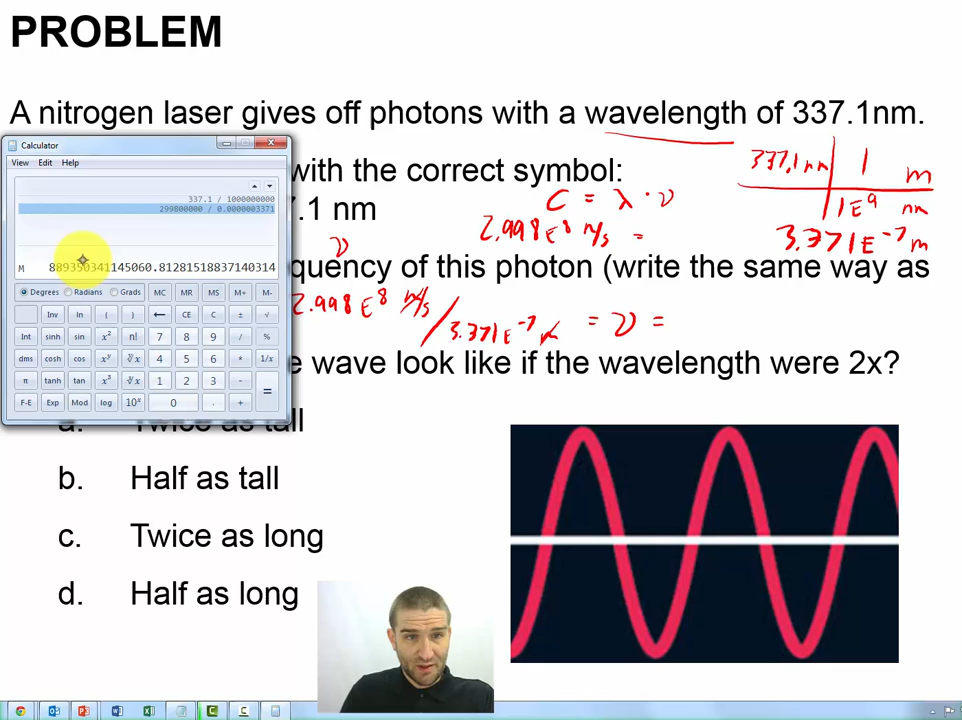 PROBLEM
A nitrogen laser gives off photons with a wavelength of 337.1nm.
Calculator
View Edit Help
337.1 / 1000000000
299800000 / 0.0000003371
M 889350341145060.81281518837140314
Degrees Radians Grads MC MR MS M+ M-
Inv ln ( ) ← CE C ± √
Int sinh sin x² n! 7 8 9 / %
dms cosh cos xʸ ʸ√x 4 5 6 * 1/x
π tanh tan x³ ³√x 1 2 3 - =
F-E Exp Mod log 10ˣ 0 . +
with the correct symbol:
337.1 nm 1 m
1E⁹ nm
.1 nm
C = λ · ν
2.998E⁸ m/s =
3.371E⁻⁷ m
ν
quency of this photon (write the same way as
2.998E⁸ m/s / 3.371E⁻⁷ m = ν =
e wave look like if the wavelength were 2x?
a. Twice as tall
b. Half as tall
c. Twice as long
d. Half as long